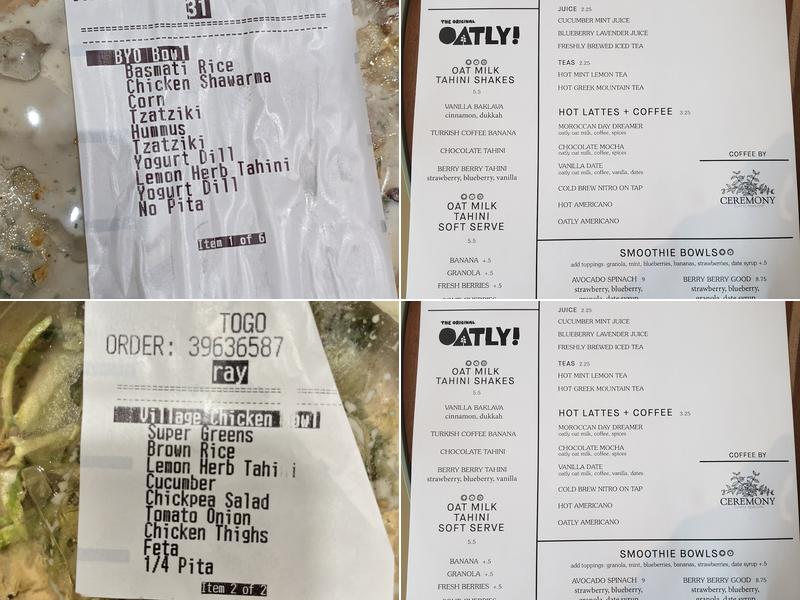 31
BYO Bowl
Basmati Rice
Chicken Shawarma
Corn
Tzatziki
Hummus
Tzatziki
Yogurt Dill
Lemon Herb Tahini
Yogurt Dill
No Pita
Item 1 of 6
THE ORIGINAL
OATLY!
OAT MILK
TAHINI SHAKES
5.5
VANILLA BAKLAVA
cinnamon, dukkah
TURKISH COFFEE BANANA
CHOCOLATE TAHINI
BERRY BERRY TAHINI
strawberry, blueberry, vanilla
OAT MILK
TAHINI
SOFT SERVE
5.5
BANANA +.5
GRANOLA +.5
FRESH BERRIES +.5
JUICE 2.25
CUCUMBER MINT JUICE
BLUEBERRY LAVENDER JUICE
FRESHLY BREWED ICED TEA
TEAS 2.25
HOT MINT LEMON TEA
HOT GREEK MOUNTAIN TEA
HOT LATTES + COFFEE 3.25
MOROCCAN DAY DREAMER
oatly oat milk, coffee, spices
CHOCOLATE MOCHA
oatly oat milk, coffee, spices
VANILLA DATE
oatly oat milk, coffee, vanilla, dates
COLD BREW NITRO ON TAP
HOT AMERICANO
OATLY AMERICANO
COFFEE BY
CEREMONY
SMOOTHIE BOWLS
add toppings: granola, mint, blueberries, bananas, strawberries, date syrup +.5
AVOCADO SPINACH 9
strawberry, blueberry,
granola, date syrup
BERRY BERRY GOOD 8.75
strawberry, blueberry,
granola, date syrup
TOGO
ORDER: 39636587
ray
Village Chicken Bowl
Super Greens
Brown Rice
Lemon Herb Tahini
Cucumber
Chickpea Salad
Tomato Onion
Chicken Thighs
Feta
1/4 Pita
Item 2 of 2
THE ORIGINAL
OATLY!
OAT MILK
TAHINI SHAKES
5.5
VANILLA BAKLAVA
cinnamon, dukkah
TURKISH COFFEE BANANA
CHOCOLATE TAHINI
BERRY BERRY TAHINI
strawberry, blueberry, vanilla
OAT MILK
TAHINI
SOFT SERVE
5.5
BANANA +.5
GRANOLA +.5
FRESH BERRIES +.5
JUICE 2.25
CUCUMBER MINT JUICE
BLUEBERRY LAVENDER JUICE
FRESHLY BREWED ICED TEA
TEAS 2.25
HOT MINT LEMON TEA
HOT GREEK MOUNTAIN TEA
HOT LATTES + COFFEE 3.25
MOROCCAN DAY DREAMER
oatly oat milk, coffee, spices
CHOCOLATE MOCHA
oatly oat milk, coffee, spices
VANILLA DATE
oatly oat milk, coffee, vanilla, dates
COLD BREW NITRO ON TAP
HOT AMERICANO
OATLY AMERICANO
COFFEE BY
CEREMONY
SMOOTHIE BOWLS
add toppings: granola, mint, blueberries, bananas, strawberries, date syrup +.5
AVOCADO SPINACH 9
strawberry, blueberry,
BERRY BERRY GOOD 8.75
strawberry, blueberry,